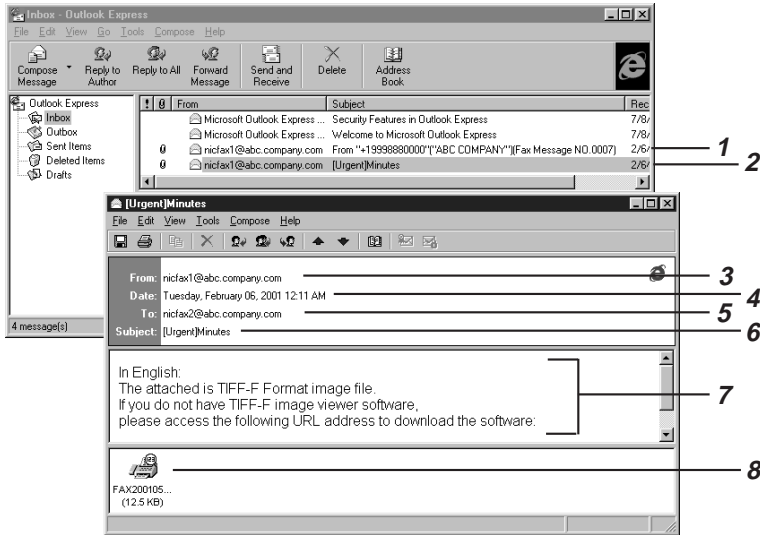 Inbox - Outlook Express
File Edit View Go Tools Compose Help
Compose Message
Reply to Author
Reply to All
Forward Message
Send and Receive
Delete
Address Book
Outlook Express
Inbox
Outbox
Sent Items
Deleted Items
Drafts
! From Subject Rec
Microsoft Outlook Express ... Security Features in Outlook Express 7/8/
Microsoft Outlook Express ... Welcome to Microsoft Outlook Express 7/8/
nicfax1@abc.company.com From "+19998880000"("ABC COMPANY")(Fax Message NO.0007) 2/6/ 1
nicfax1@abc.company.com [Urgent]Minutes 2/6/ 2
4 message(s)
[Urgent]Minutes
File Edit View Tools Compose Help
From: nicfax1@abc.company.com 3
Date: Tuesday, February 06, 2001 12:11 AM 4
To: nicfax2@abc.company.com 5
Subject: [Urgent]Minutes 6
In English:
The attached is TIFF-F Format image file.
If you do not have TIFF-F image viewer software,
please access the following URL address to download the software:
7
FAX200105...
(12.5 KB)
8